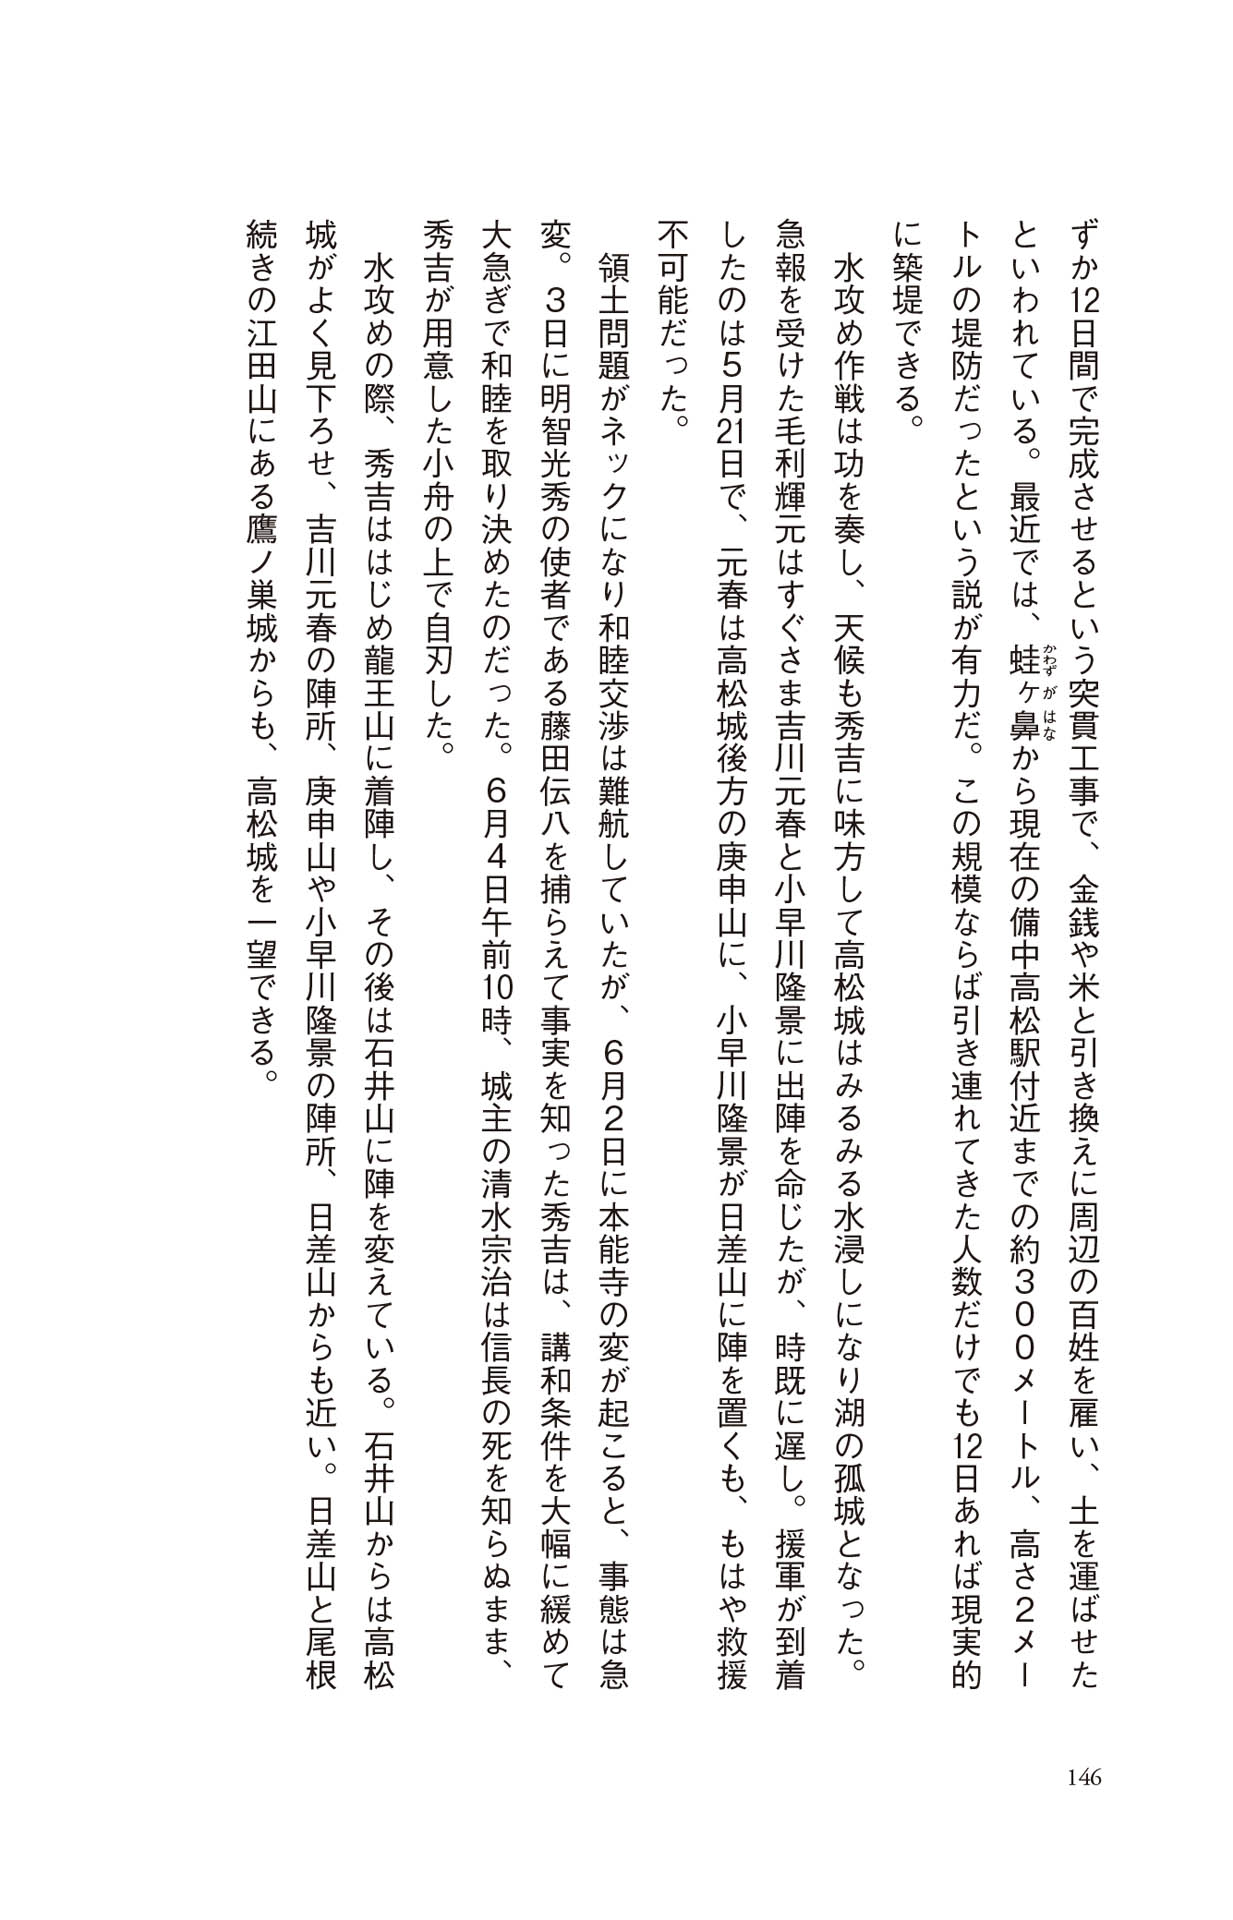 ずか12日間で完成させるという突貫工事で、金銭や米と引き換えに周辺の百姓を雇い、土を運ばせた
といわれている。最近では、蛙ヶ鼻から現在の備中高松駅付近までの約３００メートル、高さ２メー
かわずがはな
トルの堤防だったという説が有力だ。この規模ならば引き連れてきた人数だけでも12日あれば現実的
に築堤できる。
　水攻め作戦は功を奏し、天候も秀吉に味方して高松城はみるみる水浸しになり湖の孤城となった。
急報を受けた毛利輝元はすぐさま吉川元春と小早川隆景に出陣を命じたが、時既に遅し。援軍が到着
したのは５月21日で、元春は高松城後方の庚申山に、小早川隆景が日差山に陣を置くも、もはや救援
不可能だった。
　領土問題がネックになり和睦交渉は難航していたが、６月２日に本能寺の変が起こると、事態は急
変。３日に明智光秀の使者である藤田伝八を捕らえて事実を知った秀吉は、講和条件を大幅に緩めて
大急ぎで和睦を取り決めたのだった。６月４日午前10時、城主の清水宗治は信長の死を知らぬまま、
秀吉が用意した小舟の上で自刃した。
　水攻めの際、秀吉ははじめ龍王山に着陣し、その後は石井山に陣を変えている。石井山からは高松
城がよく見下ろせ、吉川元春の陣所、庚申山や小早川隆景の陣所、日差山からも近い。日差山と尾根
続きの江田山にある鷹ノ巣城からも、高松城を一望できる。
146